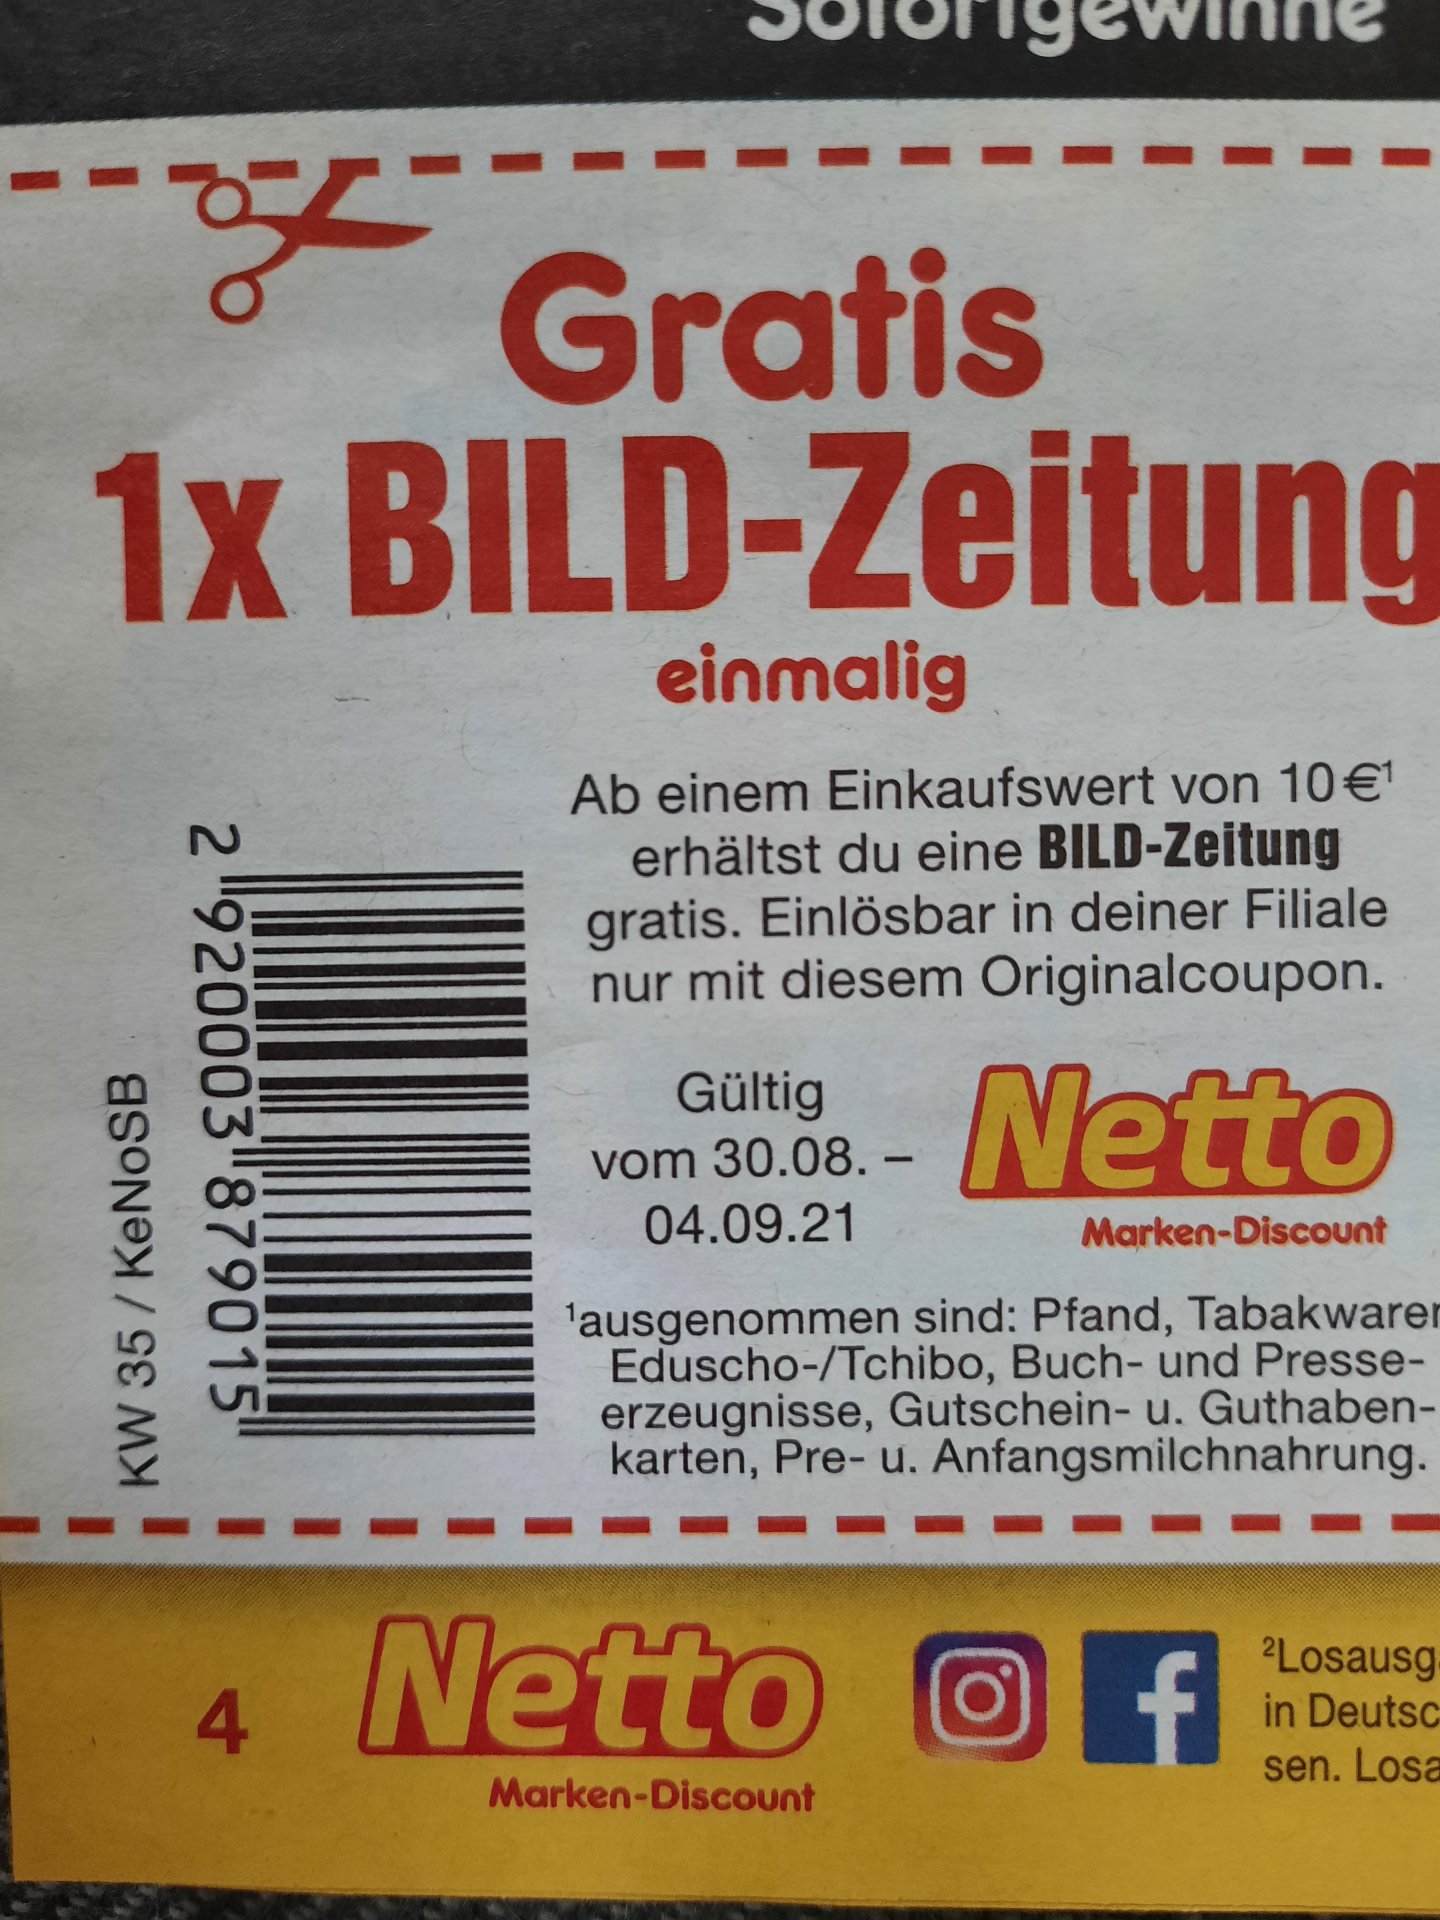 Sofortgewinne
Gratis
1x BILD-Zeitung
einmalig
Ab einem Einkaufswert von 10 €¹
erhältst du eine BILD-Zeitung
gratis. Einlösbar in deiner Filiale
nur mit diesem Originalcoupon.
Gültig
vom 30.08. –
04.09.21
Netto
Marken-Discount
¹ausgenommen sind: Pfand, Tabakwaren
Eduscho-/Tchibo, Buch- und Presse-
erzeugnisse, Gutschein- u. Guthaben-
karten, Pre- u. Anfangsmilchnahrung.
2 920003 879015
KW 35 / KeNoSB
4
Netto
Marken-Discount
f
in
sen.